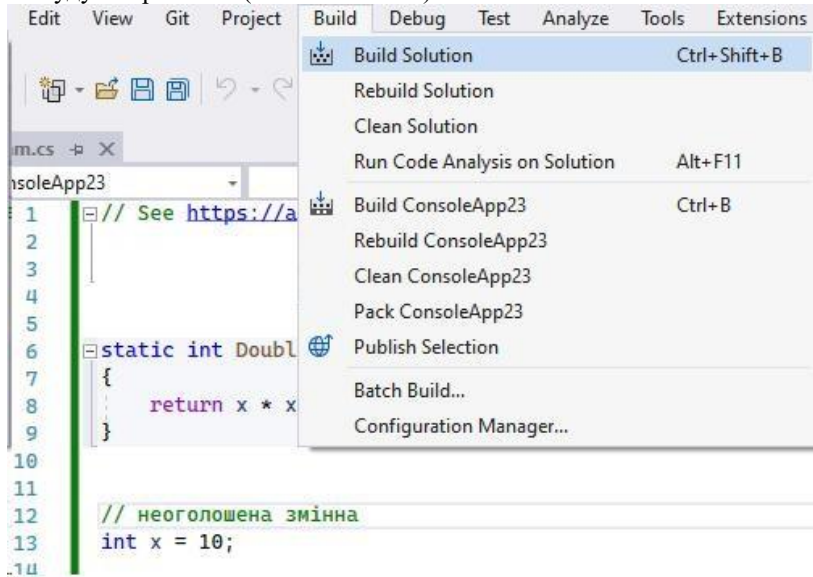 Edit View Git Project Build Debug Test Analyze Tools Extensions
Build Solution Ctrl+Shift+B
Rebuild Solution
Clean Solution
Run Code Analysis on Solution Alt+F11
Build ConsoleApp23 Ctrl+B
Rebuild ConsoleApp23
Clean ConsoleApp23
Pack ConsoleApp23
Publish Selection
Batch Build...
Configuration Manager...
m.cs
nsoleApp23
1 // See https://a
2
3
4
5
6 static int Doubl
7 {
8 return x * x
9 }
10
11
12 // неоголошена змінна
13 int x = 10;
14